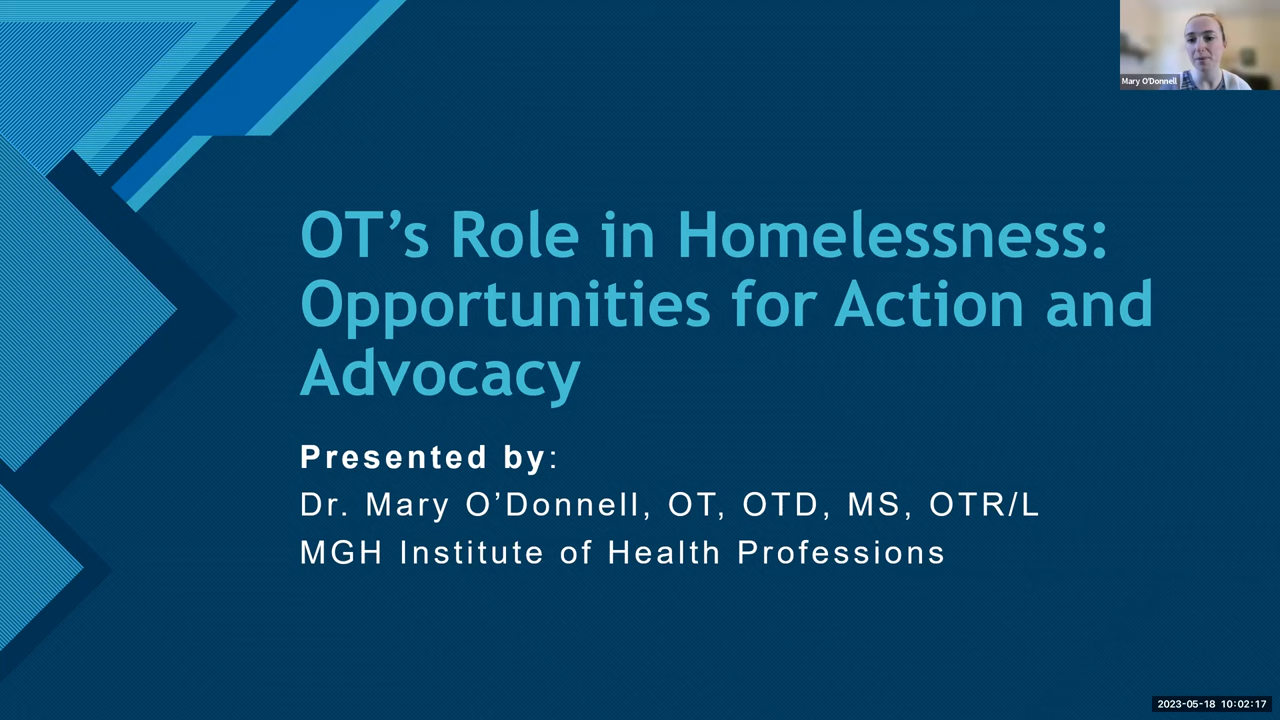 Mary O'Donnell
OT’s Role in Homelessness:
Opportunities for Action and
Advocacy
Presented by:
Dr. Mary O’Donnell, OT, OTD, MS, OTR/L
MGH Institute of Health Professions
2023-05-18 10:02:17